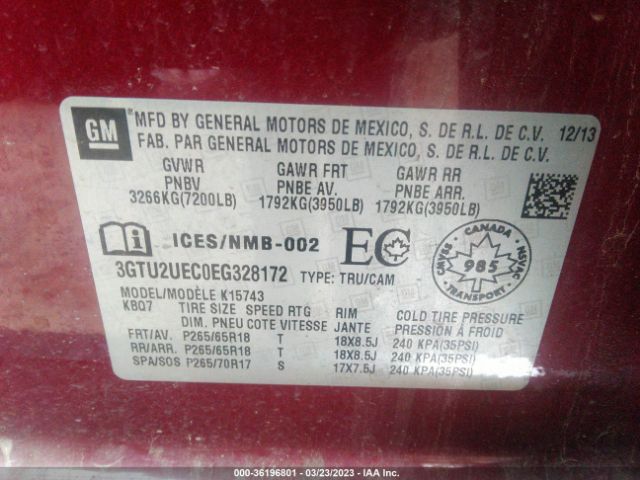 GM
MFD BY GENERAL MOTORS DE MEXICO, S. DE R.L. DE C.V. 12/13
FAB. PAR GENERAL MOTORS DE MEXICO, S. DE R.L. DE C.V.
GVWR GAWR FRT GAWR RR
PNBV PNBE AV. PNBE ARR.
3266KG(7200LB) 1792KG(3950LB) 1792KG(3950LB)
ICES/NMB-002 EC
CANADA
CMVSS 985 NSVAC
TRANSPORT
3GTU2UEC0EG328172 TYPE: TRU/CAM
MODEL/MODÈLE K15743
K8Q7 TIRE SIZE SPEED RTG RIM COLD TIRE PRESSURE
DIM. PNEU COTE VITESSE JANTE PRESSION À FROID
FRT/AV. P265/65R18 T 18X8.5J 240 KPA(35PSI)
RR/ARR. P265/65R18 T 18X8.5J 240 KPA(35PSI)
SPA/SOS P265/70R17 S 17X7.5J 240 KPA(35PSI)
000-36196801 - 03/23/2023 - IAA Inc.